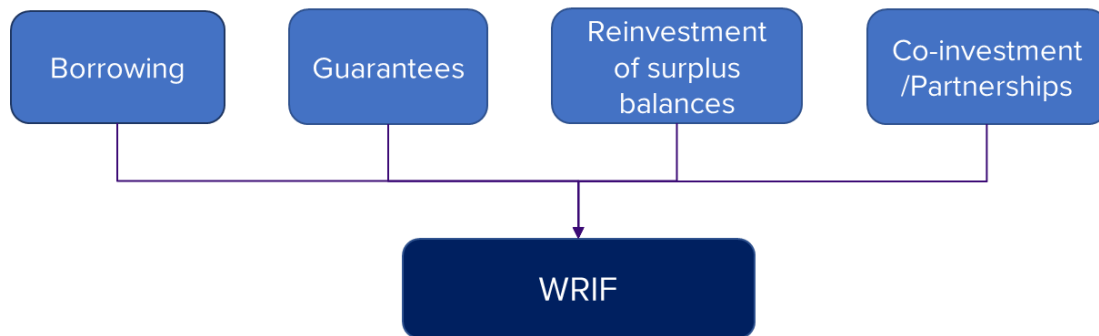 Borrowing
Guarantees
Reinvestment
of surplus
balances
Co-investment
/Partnerships
WRIF